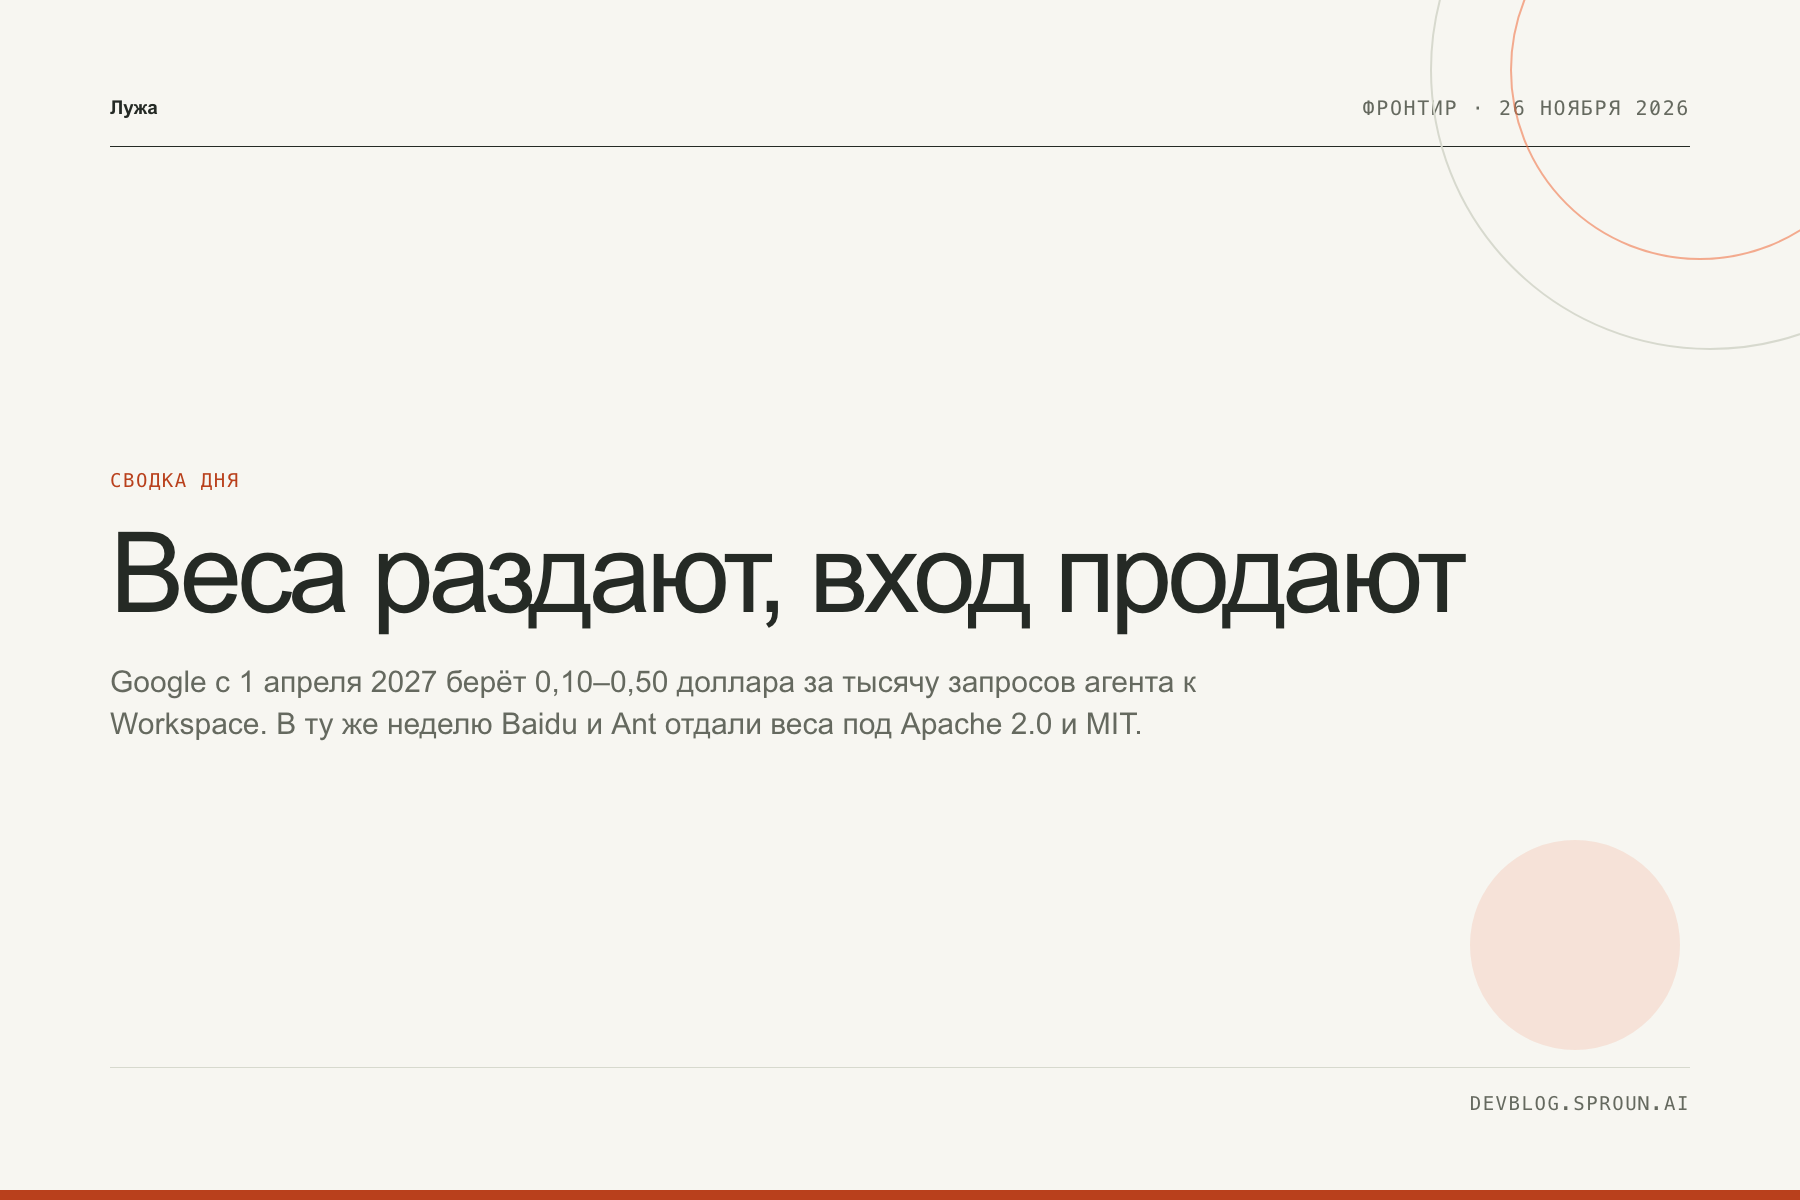 Лужа
ФРОНТИР · 26 НОЯБРЯ 2026
СВОДКА ДНЯ
Веса раздают, вход продают
Google с 1 апреля 2027 берёт 0,10–0,50 доллара за тысячу запросов агента к
Workspace. В ту же неделю Baidu и Ant отдали веса под Apache 2.0 и MIT.
DEVBLOG.SPROUN.AI